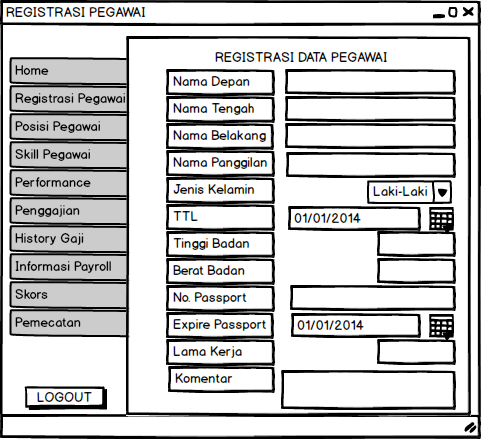 REGISTRASI PEGAWAI
REGISTRASI DATA PEGAWAI
Home
Registrasi Pegawai
Posisi Pegawai
Skill Pegawai
Performance
Penggajian
History Gaji
Informasi Payroll
Skors
Pemecatan
LOGOUT
Nama Depan
Nama Tengah
Nama Belakang
Nama Panggilan
Jenis Kelamin Laki-Laki
TTL 01/01/2014
Tinggi Badan
Berat Badan
No. Passport
Expire Passport 01/01/2014
Lama Kerja
Komentar